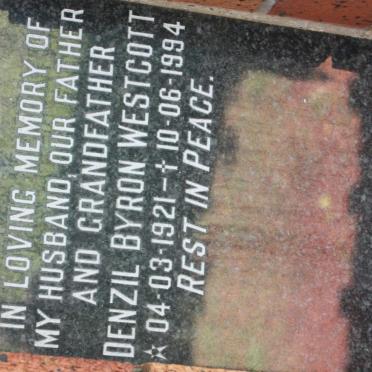 IN LOVING MEMORY OF
MY HUSBAND, OUR FATHER
AND GRANDFATHER
DENZIL BYRON WESTCOTT
☆ 04-03-1921 - † 10-06-1994
REST IN PEACE.